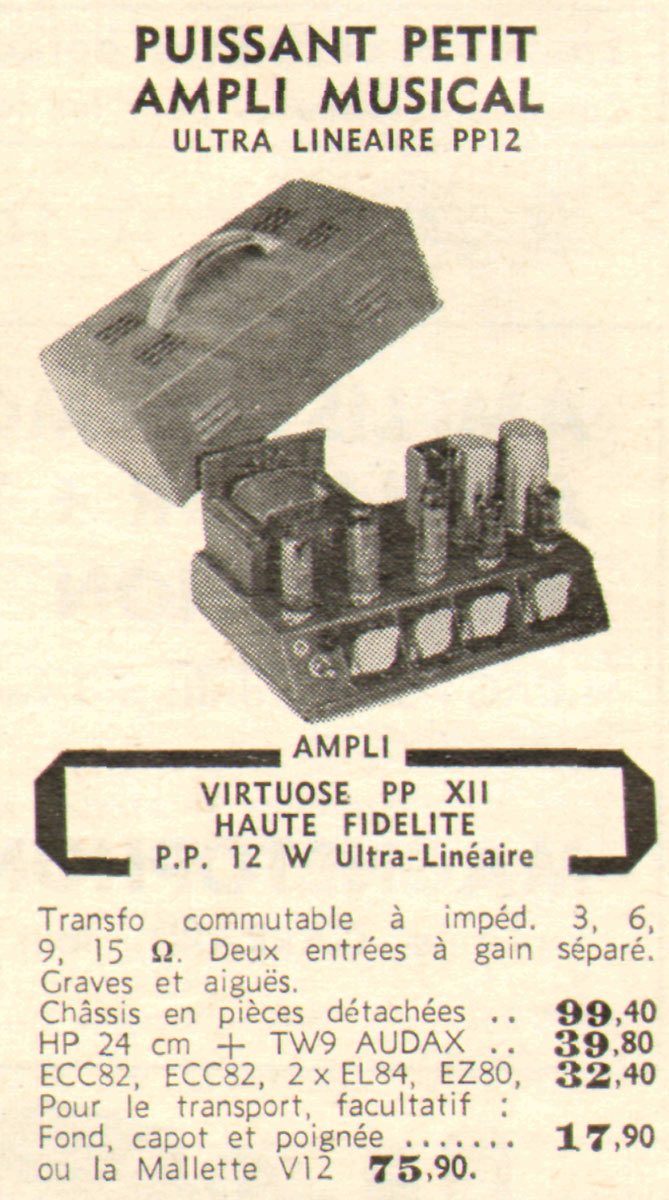 PUISSANT PETIT
AMPLI MUSICAL
ULTRA LINEAIRE PP12
AMPLI
VIRTUOSE PP XII
HAUTE FIDELITE
P.P. 12 W Ultra-Linéaire
Transfo commutable à impéd. 3, 6,
9, 15 Ω. Deux entrées à gain séparé.
Graves et aiguës.
Châssis en pièces détachées .. 99,40
HP 24 cm + TW9 AUDAX .. 39,80
ECC82, ECC82, 2 x EL84, EZ80, 32,40
Pour le transport, facultatif :
Fond, capot et poignée ....... 17,90
ou la Mallette V12 75,90.